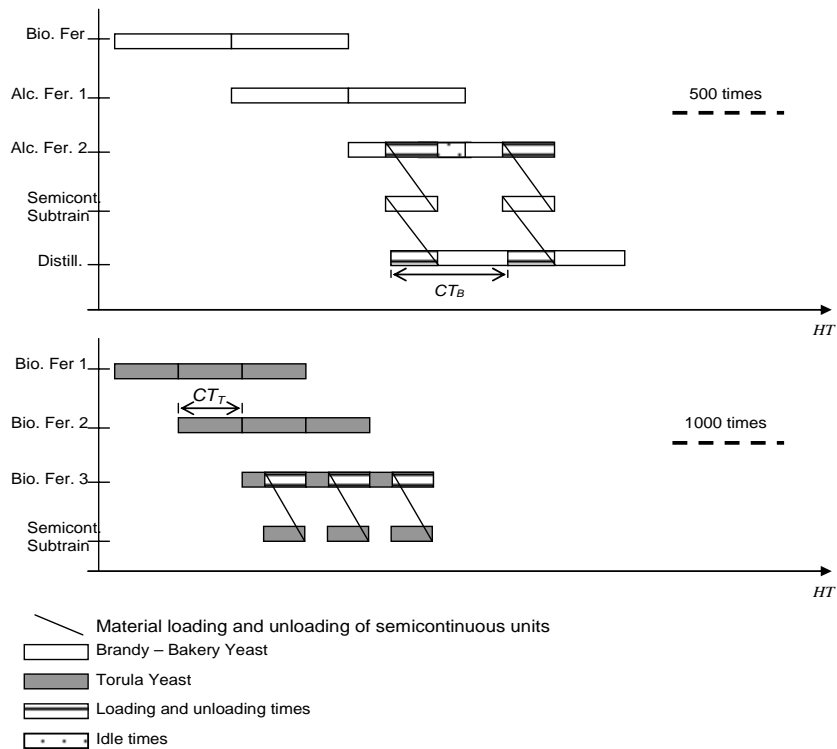 Bio. Fer
Alc. Fer. 1
500 times
Alc. Fer. 2
Semicont.
Subtrain
Distill.
CTB
HT
Bio. Fer 1
CTT
Bio. Fer. 2
1000 times
Bio. Fer. 3
Semicont.
Subtrain
HT
Material loading and unloading of semicontinuous units
Brandy – Bakery Yeast
Torula Yeast
Loading and unloading times
Idle times